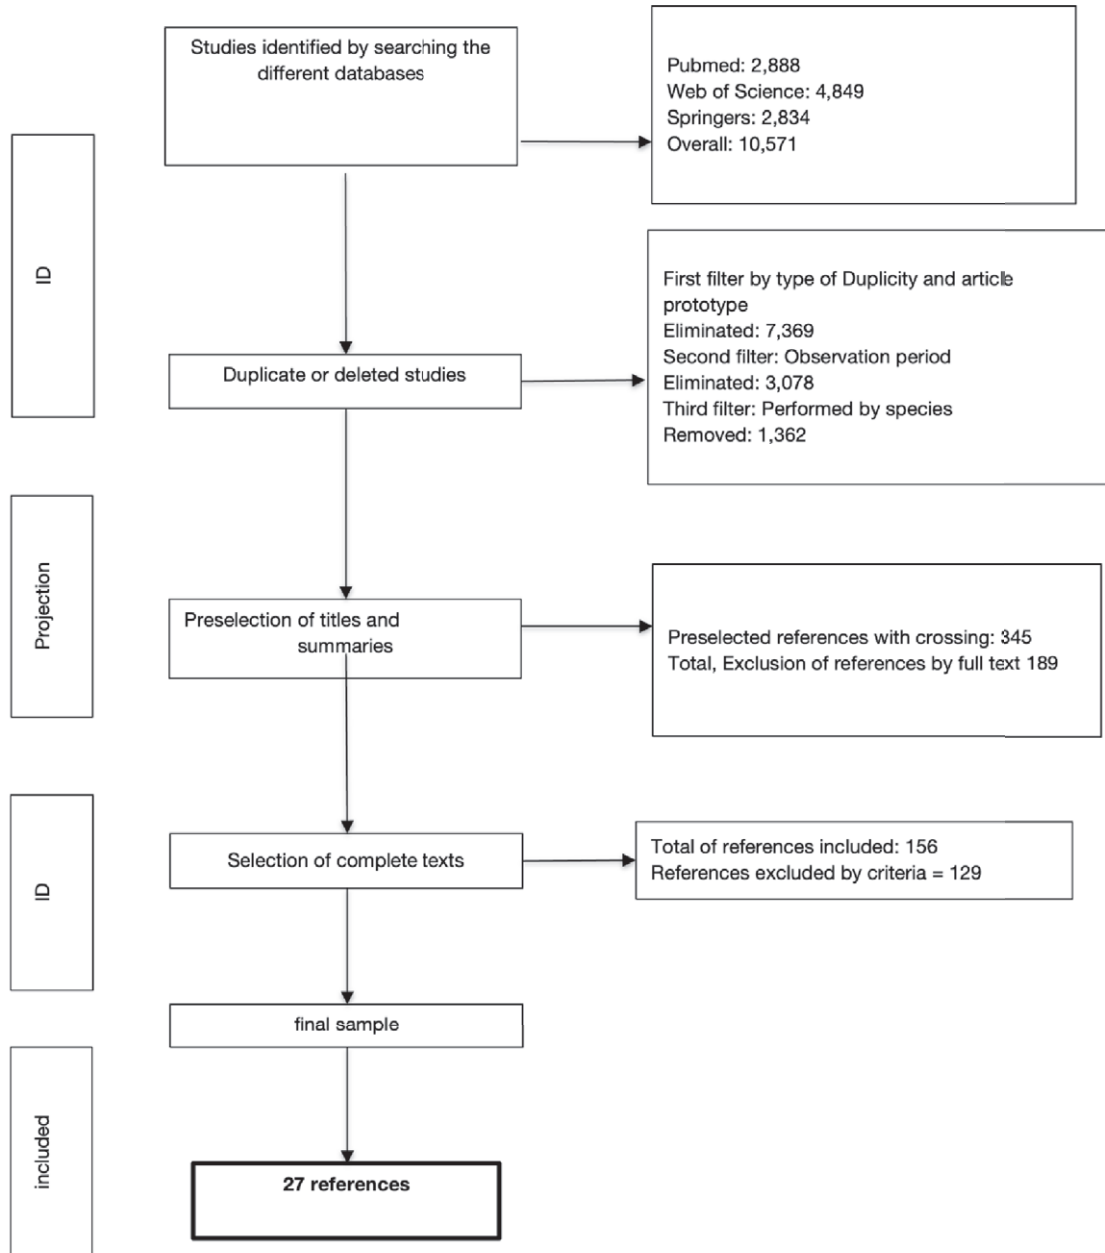 Studies identified by searching the
different databases
Pubmed: 2,888
Web of Science: 4,849
Springers: 2,834
Overall: 10,571
ID
First filter by type of Duplicity and article
prototype
Eliminated: 7,369
Second filter: Observation period
Eliminated: 3,078
Third filter: Performed by species
Removed: 1,362
Duplicate or deleted studies
Projection
Preselection of titles and
summaries
Preselected references with crossing: 345
Total, Exclusion of references by full text 189
ID
Selection of complete texts
Total of references included: 156
References excluded by criteria = 129
final sample
included
27 references